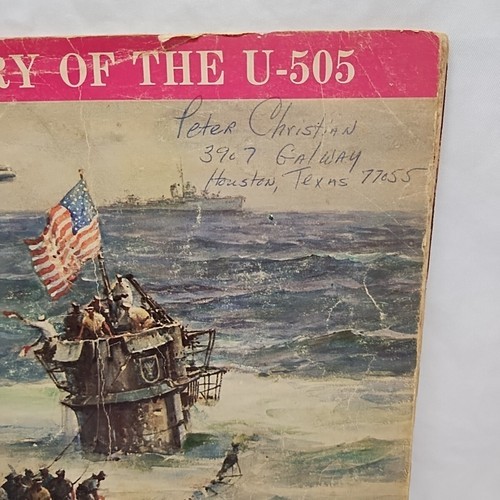 RY OF THE U-505
Peter Christian
3907 Galway
Houston, Texas 77055